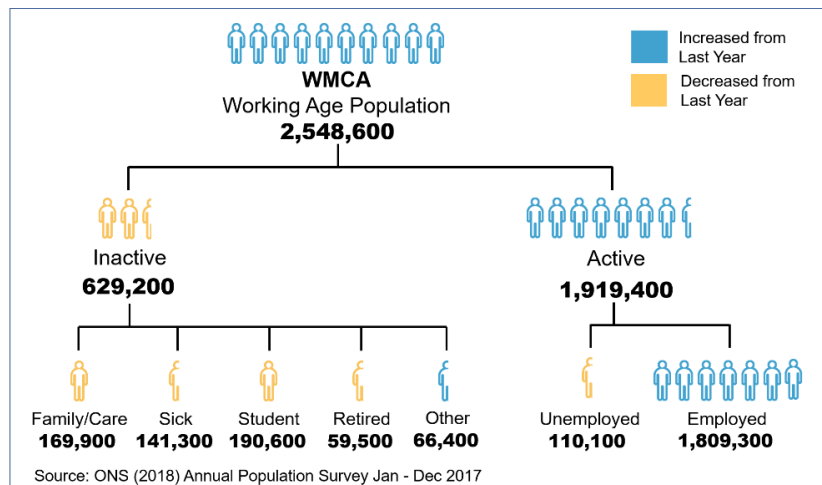 Increased from
Last Year
Decreased from
Last Year
WMCA
Working Age Population
2,548,600
Inactive
629,200
Active
1,919,400
Family/Care
169,900
Sick
141,300
Student
190,600
Retired
59,500
Other
66,400
Unemployed
110,100
Employed
1,809,300
Source: ONS (2018) Annual Population Survey Jan - Dec 2017